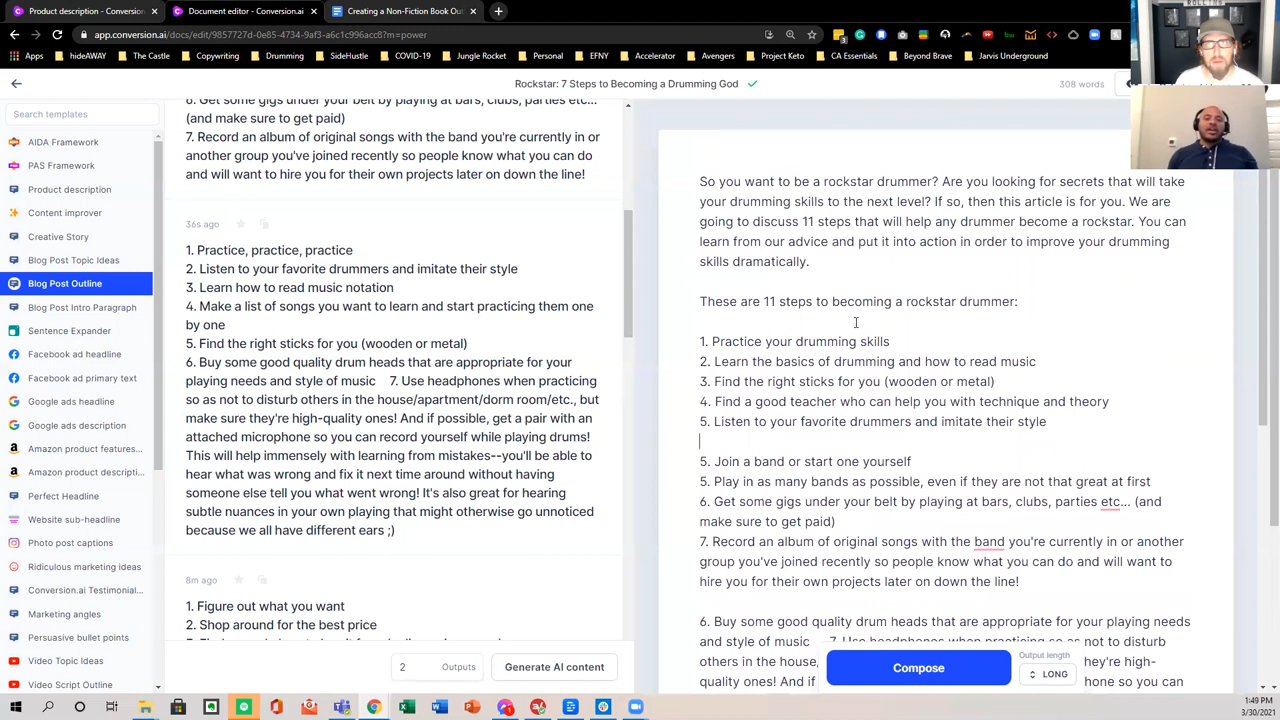 Product description - Conversion.ai
Document editor - Conversion.ai
Creating a Non-Fiction Book Out
app.conversion.ai/docs/edit/9857727d-0e85-4734-9af3-a6c1c996acc8?m=power
Apps
hideAWAY
The Castle
Copywriting
Drumming
SideHustle
COVID-19
Jungle Rocket
Personal
EFNY
Accelerator
Avengers
Project Keto
CA Essentials
Beyond Brave
Jarvis Underground
Rockstar: 7 Steps to Becoming a Drumming God
308 words
Search templates
AIDA Framework
PAS Framework
Product description
Content improver
Creative Story
Blog Post Topic Ideas
Blog Post Outline
Blog Post Intro Paragraph
Sentence Expander
Facebook ad headline
Facebook ad primary text
Google ads headline
Google ads description
Amazon product features...
Amazon product descripti...
Perfect Headline
Website sub-headline
Photo post captions
Ridiculous marketing ideas
Conversion.ai Testimonial...
Marketing angles
Persuasive bullet points
Video Topic Ideas
Video Script Outline
6. Get some gigs under your belt by playing at bars, clubs, parties etc...
(and make sure to get paid)
7. Record an album of original songs with the band you're currently in or
another group you've joined recently so people know what you can do
and will want to hire you for their own projects later on down the line!
36s ago
1. Practice, practice, practice
2. Listen to your favorite drummers and imitate their style
3. Learn how to read music notation
4. Make a list of songs you want to learn and start practicing them one
by one
5. Find the right sticks for you (wooden or metal)
6. Buy some good quality drum heads that are appropriate for your
playing needs and style of music 7. Use headphones when practicing
so as not to disturb others in the house/apartment/dorm room/etc., but
make sure they're high-quality ones! And if possible, get a pair with an
attached microphone so you can record yourself while playing drums!
This will help immensely with learning from mistakes--you'll be able to
hear what was wrong and fix it next time around without having
someone else tell you what went wrong! It's also great for hearing
subtle nuances in your own playing that might otherwise go unnoticed
because we all have different ears ;)
8m ago
1. Figure out what you want
2. Shop around for the best price
2 Outputs
Generate AI content
So you want to be a rockstar drummer? Are you looking for secrets that will take
your drumming skills to the next level? If so, then this article is for you. We are
going to discuss 11 steps that will help any drummer become a rockstar. You can
learn from our advice and put it into action in order to improve your drumming
skills dramatically.
These are 11 steps to becoming a rockstar drummer:
1. Practice your drumming skills
2. Learn the basics of drumming and how to read music
3. Find the right sticks for you (wooden or metal)
4. Find a good teacher who can help you with technique and theory
5. Listen to your favorite drummers and imitate their style
5. Join a band or start one yourself
5. Play in as many bands as possible, even if they are not that great at first
6. Get some gigs under your belt by playing at bars, clubs, parties etc... (and
make sure to get paid)
7. Record an album of original songs with the band you're currently in or another
group you've joined recently so people know what you can do and will want to
hire you for their own projects later on down the line!
6. Buy some good quality drum heads that are appropriate for your playing needs
and style of music 7. Use headphones when practicing so as not to disturb
others in the house, they're high-
quality ones! And if phone so you can
Compose
Output length
LONG
1:49 PM
3/30/2021